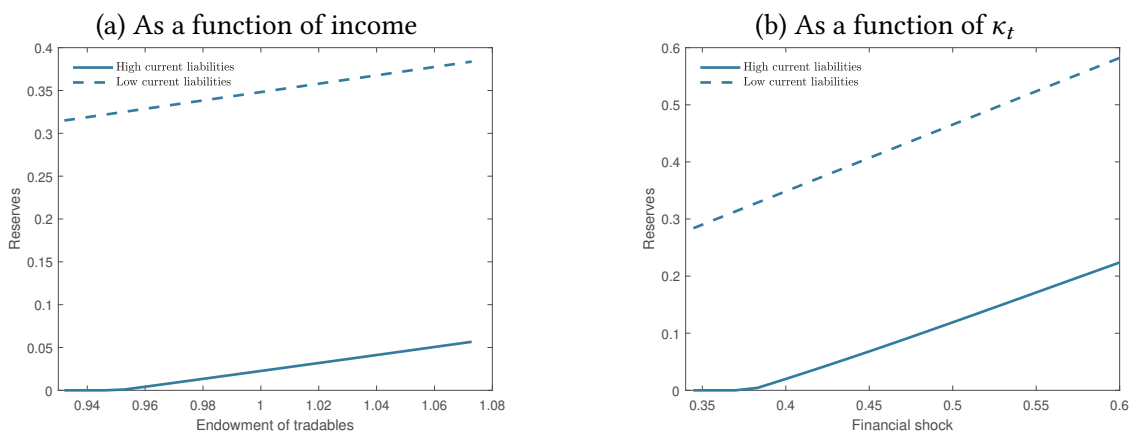 (a) As a function of income
0.4
0.35
0.3
0.25
0.2
0.15
0.1
0.05
0
Reserves
High current liabilities
Low current liabilities
0.94 0.96 0.98 1 1.02 1.04 1.06 1.08
Endowment of tradables
(b) As a function of κₜ
0.6
0.5
0.4
0.3
0.2
0.1
0
Reserves
High current liabilities
Low current liabilities
0.35 0.4 0.45 0.5 0.55 0.6
Financial shock